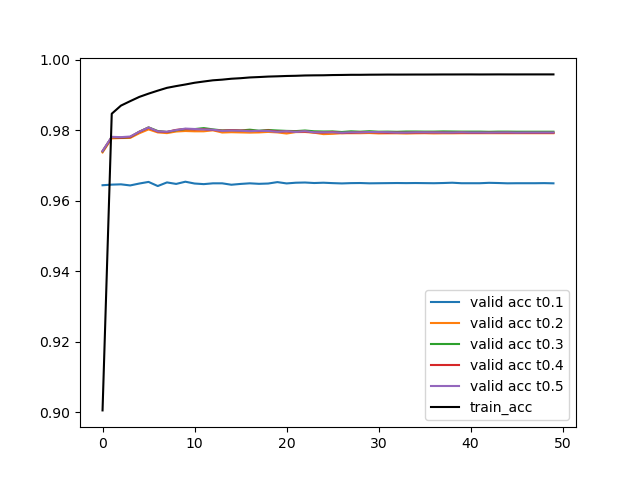 1.00
0.98
0.96
0.94
0.92
0.90
0
10
20
30
40
50
valid acc t0.1
valid acc t0.2
valid acc t0.3
valid acc t0.4
valid acc t0.5
train_acc